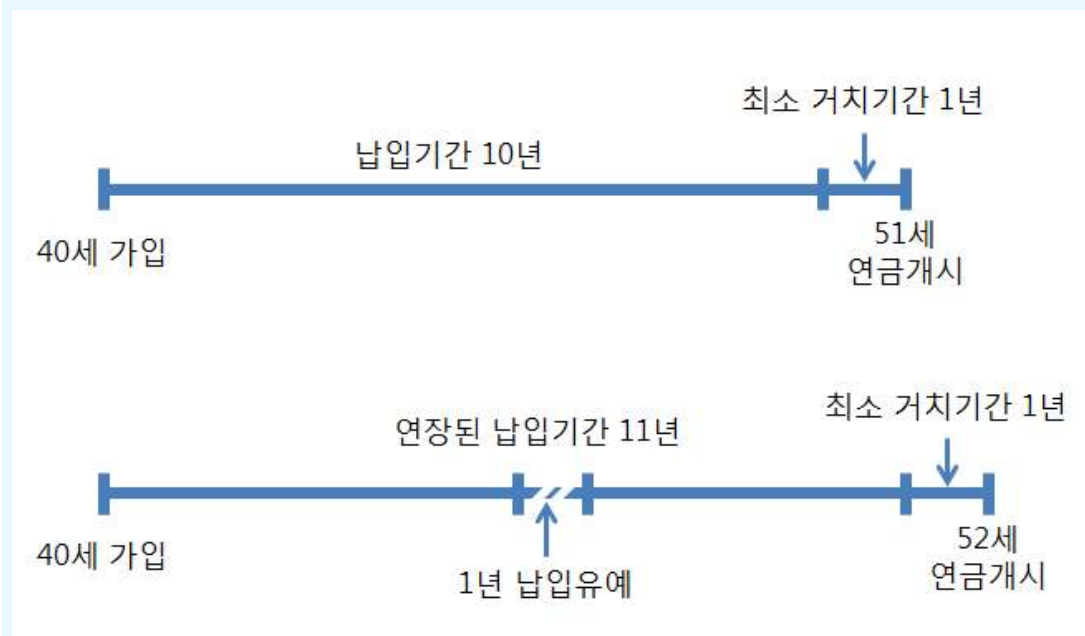 최소 거치기간 1년
납입기간 10년
40세 가입
51세
연금개시
최소 거치기간 1년
연장된 납입기간 11년
40세 가입
1년 납입유예
52세
연금개시